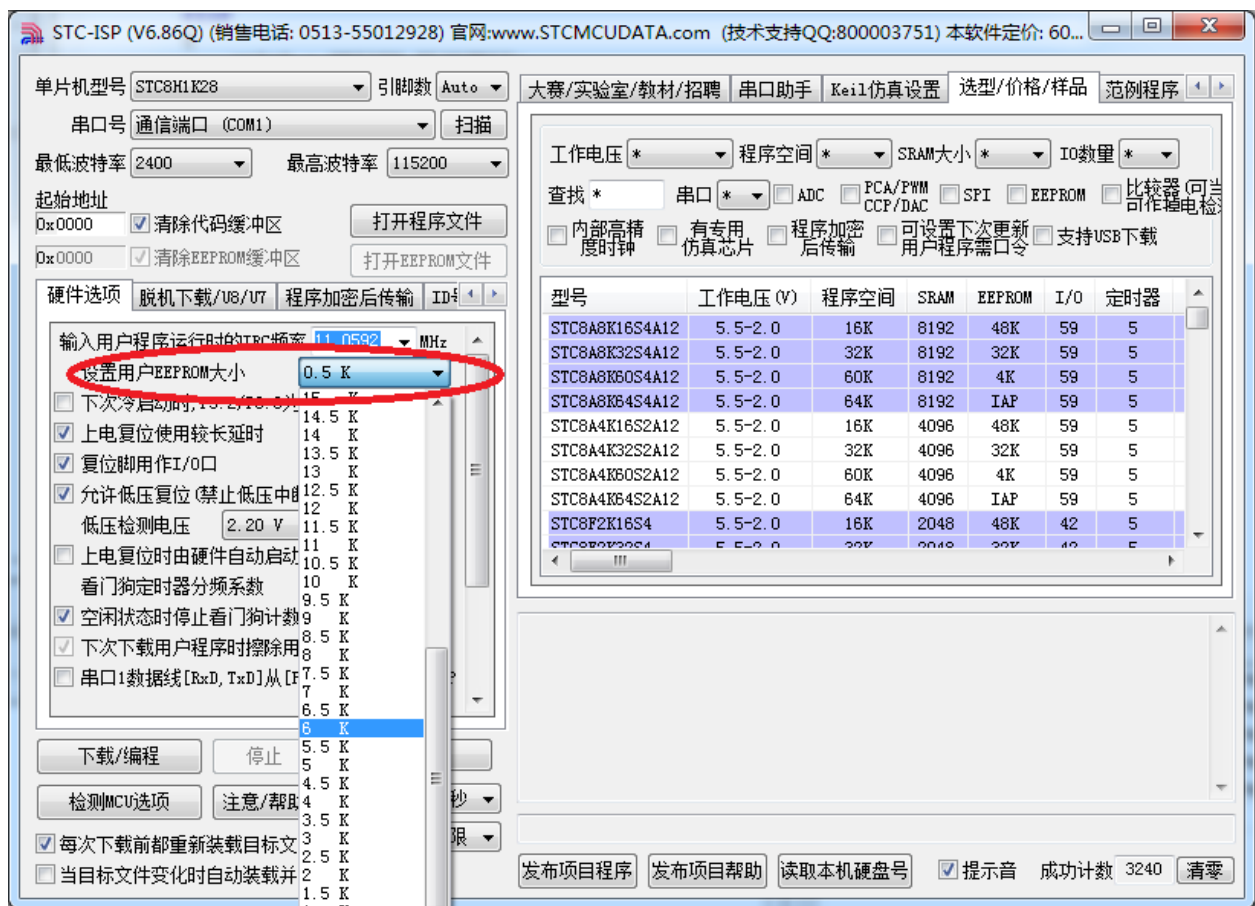 STC-ISP (V6.86Q) (销售电话: 0513-55012928) 官网:www.STCMCUDATA.com (技术支持QQ:800003751) 本软件定价: 60...
单片机型号 STC8H1K28 引脚数 Auto
串口号 通信端口 (COM1) 扫描
最低波特率 2400 最高波特率 115200
起始地址
0x0000 清除代码缓冲区 打开程序文件
0x0000 清除EEPROM缓冲区 打开EEPROM文件
硬件选项 脱机下载/U8/U7 程序加密后传输
输入用户程序运行时的IRC频率 11.0592 MHz
设置用户EEPROM大小 0.5 K
下次冷启动时,
上电复位使用较长延时
复位脚用作I/O口
允许低压复位(禁止低压中
低压检测电压 2.20 V
上电复位时由硬件自动启动
看门狗定时器分频系数
空闲状态时停止看门狗计数
下次下载用户程序时擦除用
串口1数据线[RxD,TxD]从[P
15 K
14.5 K
14 K
13.5 K
13 K
12.5 K
12 K
11.5 K
11 K
10.5 K
10 K
9.5 K
9 K
8.5 K
8 K
7.5 K
7 K
6.5 K
6 K
5.5 K
5 K
4.5 K
4 K
3.5 K
3 K
2.5 K
2 K
1.5 K
下载/编程 停止
检测MCU选项 注意/帮助 秒
每次下载前都重新装载目标文 限
当目标文件变化时自动装载并
大赛/实验室/教材/招聘 串口助手 Keil仿真设置 选型/价格/样品 范例程序
工作电压 * 程序空间 * SRAM大小 * IO数量 *
查找 * 串口 * ADC PCA/PWM CCP/DAC SPI EEPROM 比较器(可当 可作掉电检
内部高精度时钟 有专用仿真芯片 程序加密后传输 可设置下次更新用户程序需口令 支持USB下载
型号 工作电压(V) 程序空间 SRAM EEPROM I/O 定时器
STC8A8K16S4A12 5.5-2.0 16K 8192 48K 59 5
STC8A8K32S4A12 5.5-2.0 32K 8192 32K 59 5
STC8A8K60S4A12 5.5-2.0 60K 8192 4K 59 5
STC8A8K64S4A12 5.5-2.0 64K 8192 IAP 59 5
STC8A4K16S2A12 5.5-2.0 16K 4096 48K 59 5
STC8A4K32S2A12 5.5-2.0 32K 4096 32K 59 5
STC8A4K60S2A12 5.5-2.0 60K 4096 4K 59 5
STC8A4K64S2A12 5.5-2.0 64K 4096 IAP 59 5
STC8F2K16S4 5.5-2.0 16K 2048 48K 42 5
STC8F2K32S4 5.5-2.0 32K 2048 32K 42 5
发布项目程序 发布项目帮助 读取本机硬盘号 提示音 成功计数 3240 清零